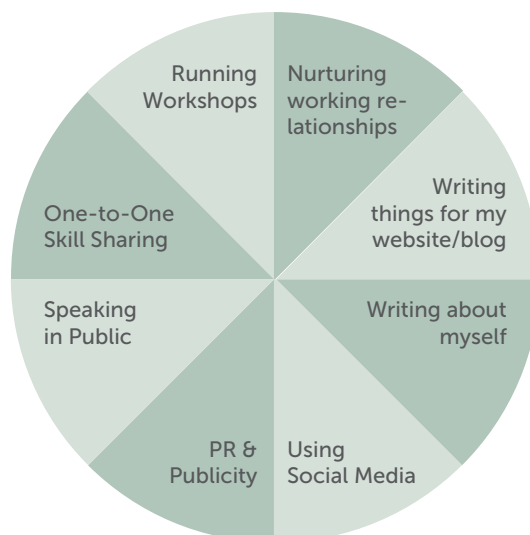 Running
Workshops
Nurturing
working re-
lationships
Writing
things for my
website/blog
One-to-One
Skill Sharing
Speaking
in Public
Writing about
myself
PR &
Publicity
Using
Social Media